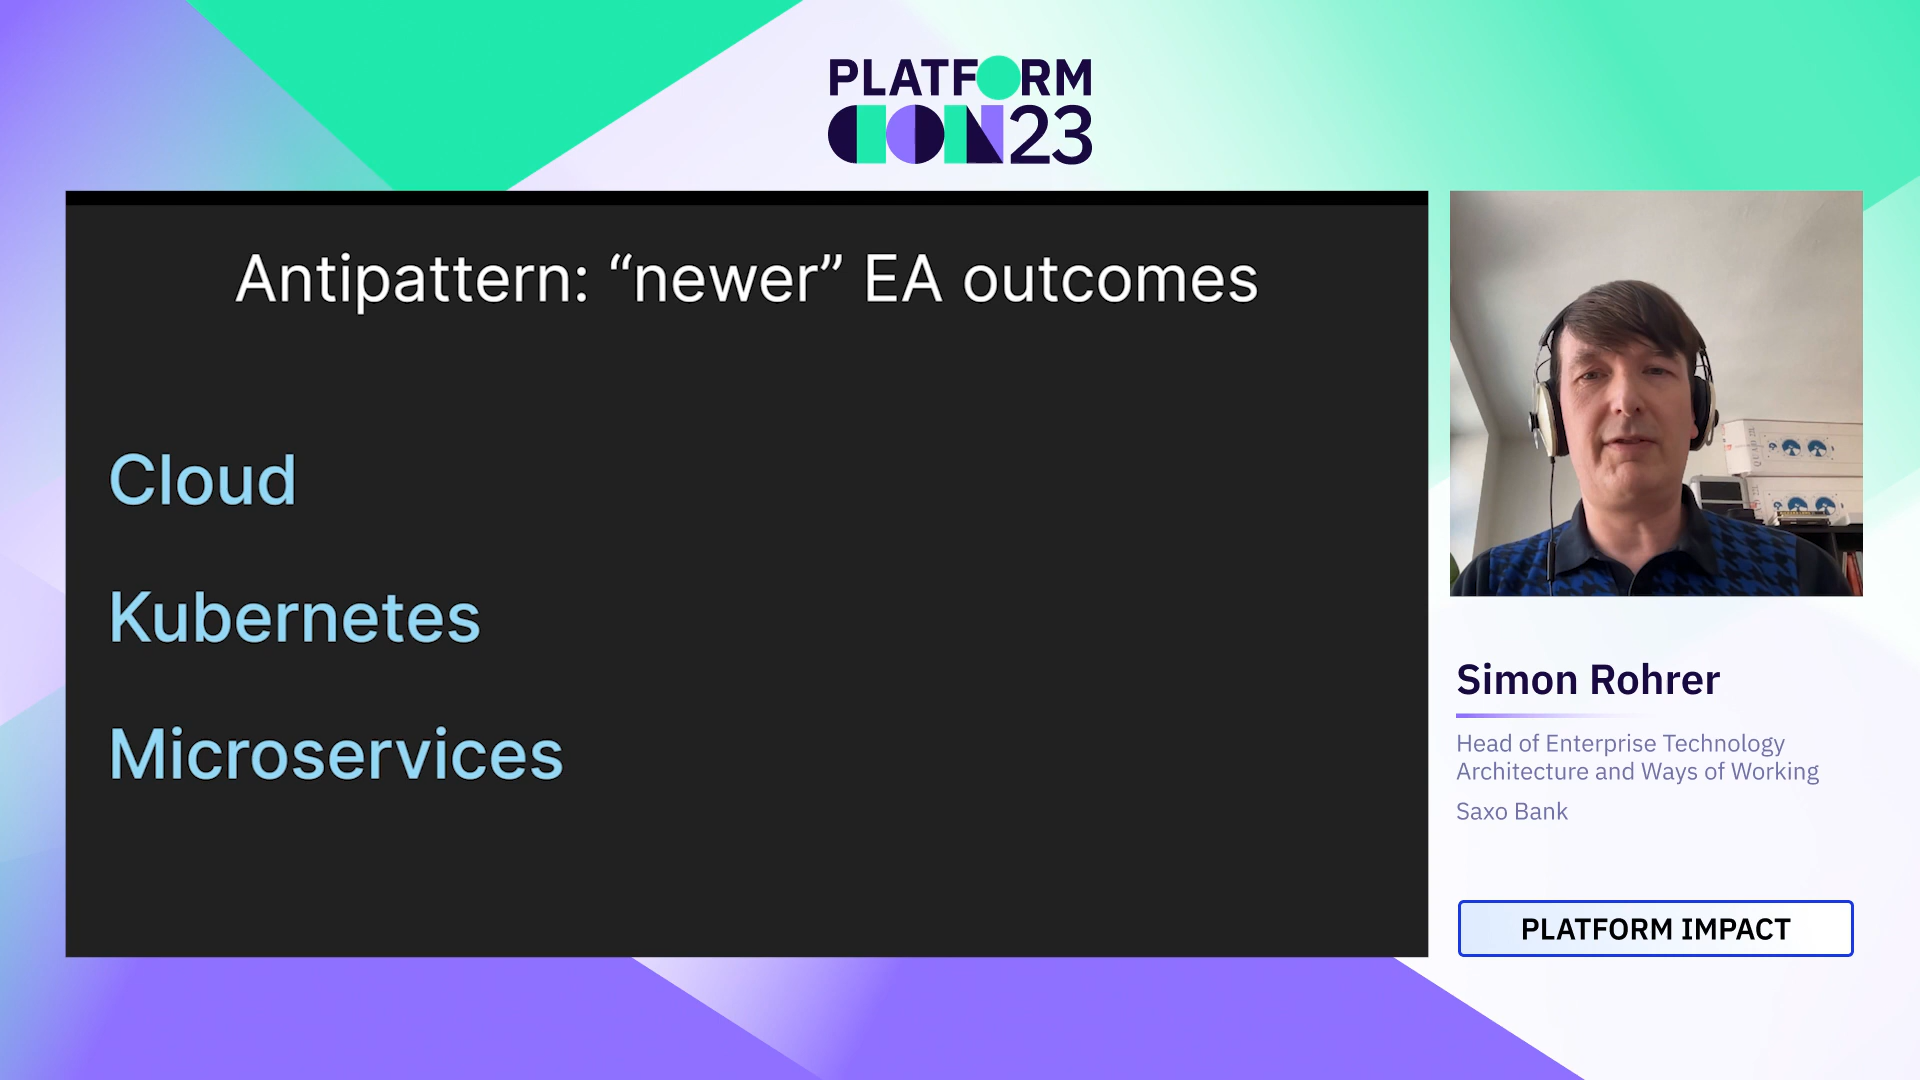 PLATFORM
CON23
Antipattern: “newer” EA outcomes
Cloud
Kubernetes
Microservices
Simon Rohrer
Head of Enterprise Technology
Architecture and Ways of Working
Saxo Bank
PLATFORM IMPACT